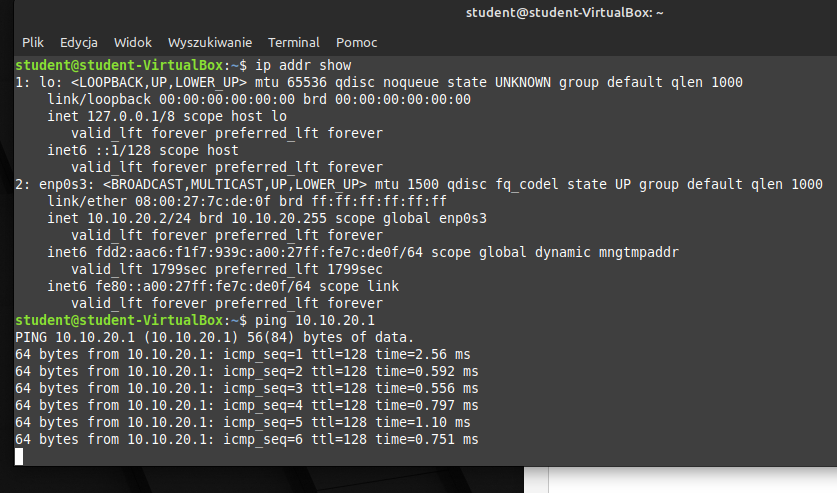 student@student-VirtualBox: ~
Plik Edycja Widok Wyszukiwanie Terminal Pomoc
student@student-VirtualBox:~$ ip addr show
1: lo: <LOOPBACK,UP,LOWER_UP> mtu 65536 qdisc noqueue state UNKNOWN group default qlen 1000
    link/loopback 00:00:00:00:00:00 brd 00:00:00:00:00:00
    inet 127.0.0.1/8 scope host lo
       valid_lft forever preferred_lft forever
    inet6 ::1/128 scope host
       valid_lft forever preferred_lft forever
2: enp0s3: <BROADCAST,MULTICAST,UP,LOWER_UP> mtu 1500 qdisc fq_codel state UP group default qlen 1000
    link/ether 08:00:27:7c:de:0f brd ff:ff:ff:ff:ff:ff
    inet 10.10.20.2/24 brd 10.10.20.255 scope global enp0s3
       valid_lft forever preferred_lft forever
    inet6 fdd2:aac6:f1f7:939c:a00:27ff:fe7c:de0f/64 scope global dynamic mngtmpaddr
       valid_lft 1799sec preferred_lft 1799sec
    inet6 fe80::a00:27ff:fe7c:de0f/64 scope link
       valid_lft forever preferred_lft forever
student@student-VirtualBox:~$ ping 10.10.20.1
PING 10.10.20.1 (10.10.20.1) 56(84) bytes of data.
64 bytes from 10.10.20.1: icmp_seq=1 ttl=128 time=2.56 ms
64 bytes from 10.10.20.1: icmp_seq=2 ttl=128 time=0.592 ms
64 bytes from 10.10.20.1: icmp_seq=3 ttl=128 time=0.556 ms
64 bytes from 10.10.20.1: icmp_seq=4 ttl=128 time=0.797 ms
64 bytes from 10.10.20.1: icmp_seq=5 ttl=128 time=1.10 ms
64 bytes from 10.10.20.1: icmp_seq=6 ttl=128 time=0.751 ms